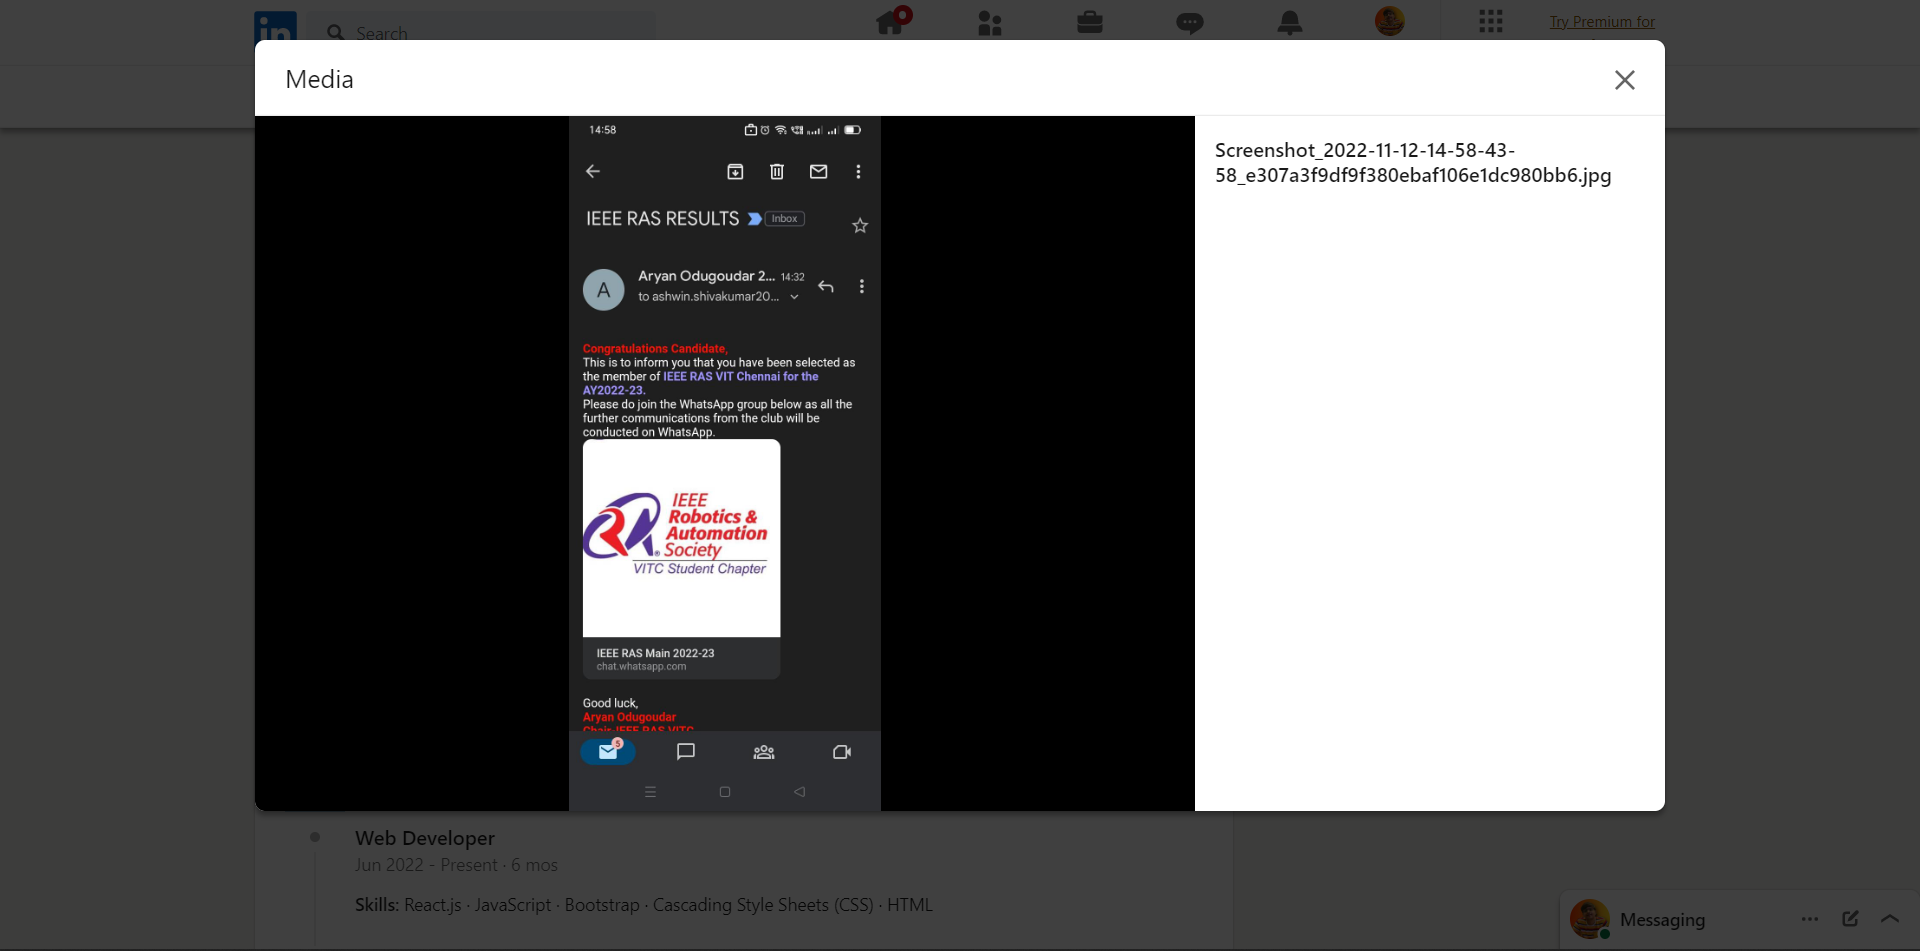 in
Search
Try Premium for
Media
14:58
IEEE RAS RESULTS
Inbox
A
Aryan Odugoudar 2... 14:32
to ashwin.shivakumar20...
Congratulations Candidate,
This is to inform you that you have been selected as
the member of IEEE RAS VIT Chennai for the
AY2022-23.
Please do join the WhatsApp group below as all the
further communications from the club will be
conducted on WhatsApp.
IEEE
Robotics &
Automation
Society
VITC Student Chapter
IEEE RAS Main 2022-23
chat.whatsapp.com
Good luck,
Aryan Odugoudar
Chair-IEEE RAS VITC
5
Screenshot_2022-11-12-14-58-43-
58_e307a3f9df9f380ebaf106e1dc980bb6.jpg
Web Developer
Jun 2022 - Present · 6 mos
Skills: React.js · JavaScript · Bootstrap · Cascading Style Sheets (CSS) · HTML
Messaging